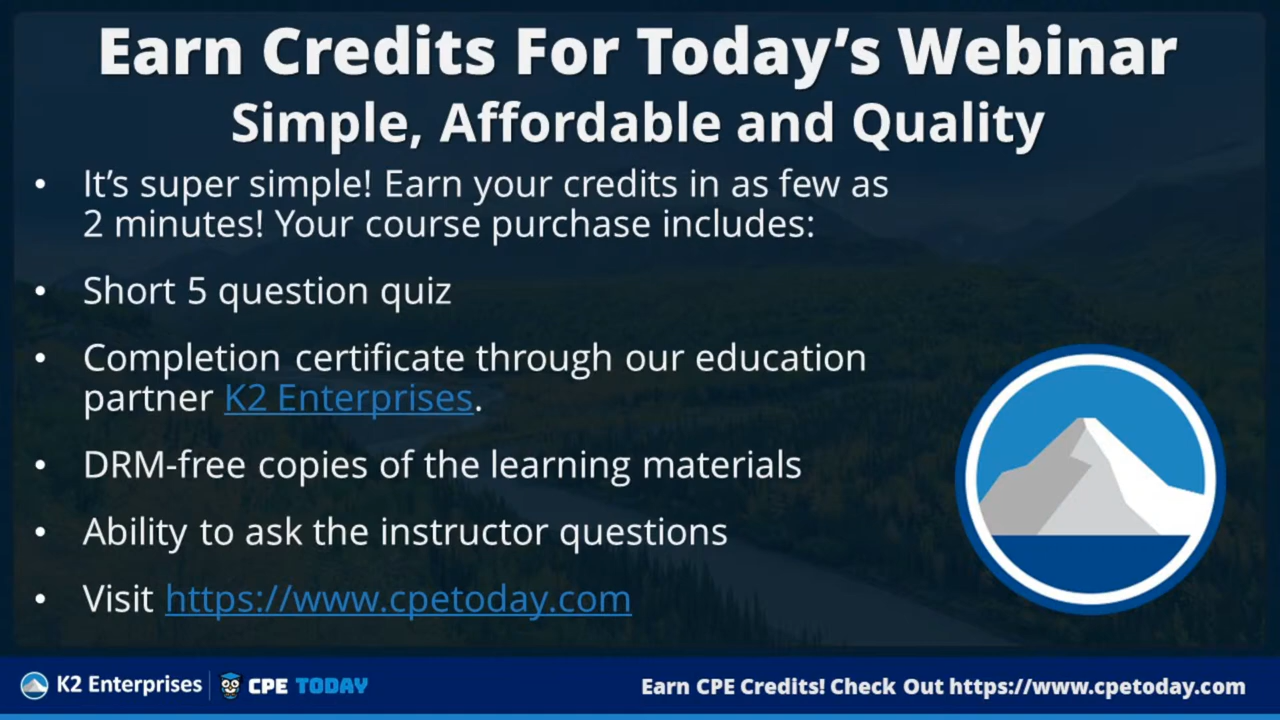 Earn Credits For Today’s Webinar
Simple, Affordable and Quality
• It’s super simple! Earn your credits in as few as
2 minutes! Your course purchase includes:
• Short 5 question quiz
• Completion certificate through our education
partner K2 Enterprises.
• DRM-free copies of the learning materials
• Ability to ask the instructor questions
• Visit https://www.cpetoday.com
K2 Enterprises | CPE TODAY
Earn CPE Credits! Check Out https://www.cpetoday.com